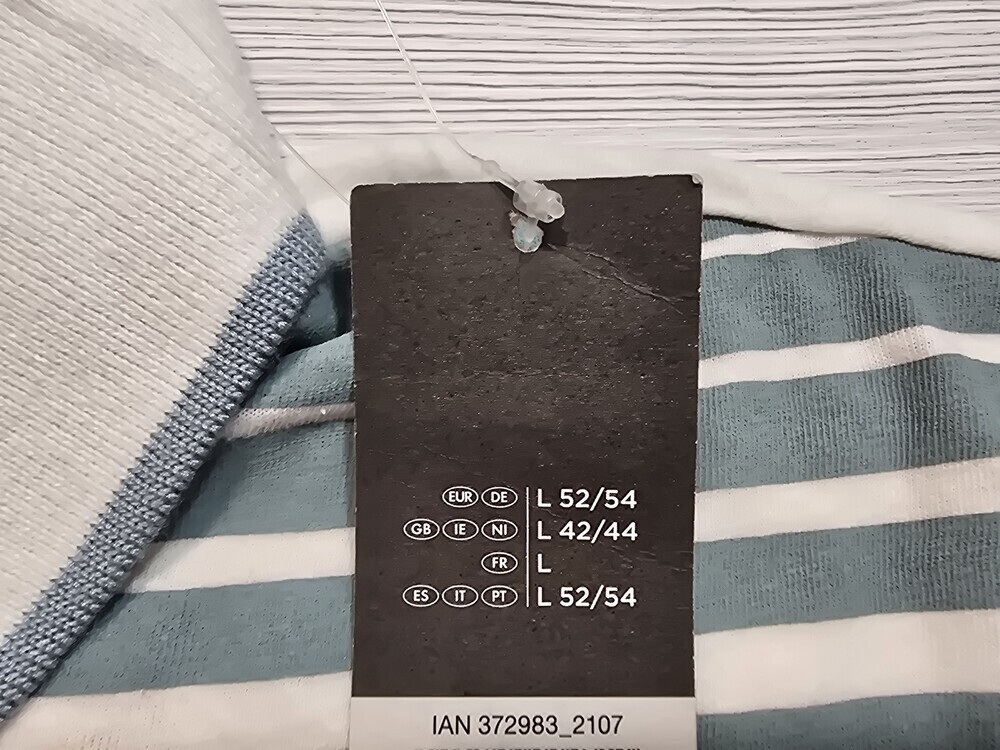 EUR DE L 52/54
GB IE NI L 42/44
FR L
ES IT PT L 52/54
IAN 372983_2107